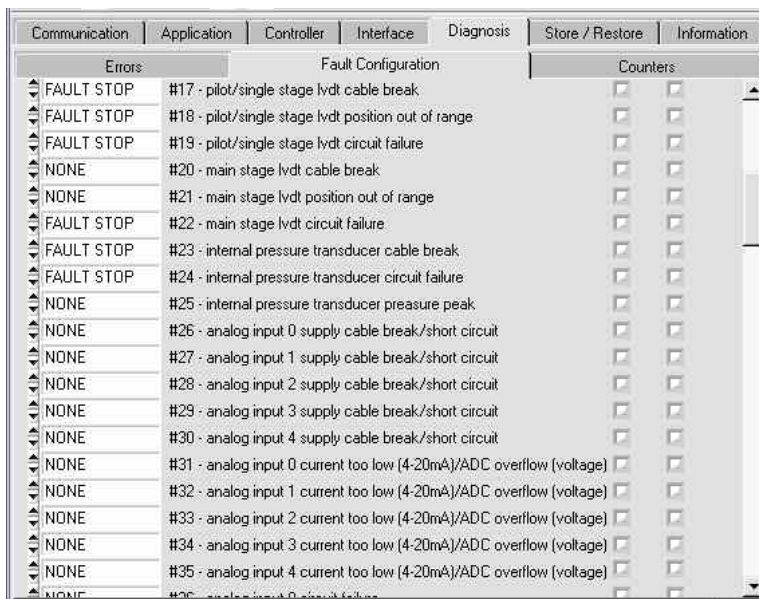 Communication Application Controller Interface Diagnosis Store / Restore Information
Errors Fault Configuration Counters
FAULT STOP #17 - pilot/single stage lvdt cable break
FAULT STOP #18 - pilot/single stage lvdt position out of range
FAULT STOP #19 - pilot/single stage lvdt circuit failure
NONE #20 - main stage lvdt cable break
NONE #21 - main stage lvdt position out of range
FAULT STOP #22 - main stage lvdt circuit failure
FAULT STOP #23 - internal pressure transducer cable break
FAULT STOP #24 - internal pressure transducer circuit failure
NONE #25 - internal pressure transducer preasure peak
NONE #26 - analog input 0 supply cable break/short circuit
NONE #27 - analog input 1 supply cable break/short circuit
NONE #28 - analog input 2 supply cable break/short circuit
NONE #29 - analog input 3 supply cable break/short circuit
NONE #30 - analog input 4 supply cable break/short circuit
NONE #31 - analog input 0 current too low (4-20mA)/ADC overflow (voltage)
NONE #32 - analog input 1 current too low (4-20mA)/ADC overflow (voltage)
NONE #33 - analog input 2 current too low (4-20mA)/ADC overflow (voltage)
NONE #34 - analog input 3 current too low (4-20mA)/ADC overflow (voltage)
NONE #35 - analog input 4 current too low (4-20mA)/ADC overflow (voltage)
NONE #36 - analog input 0 circuit failure